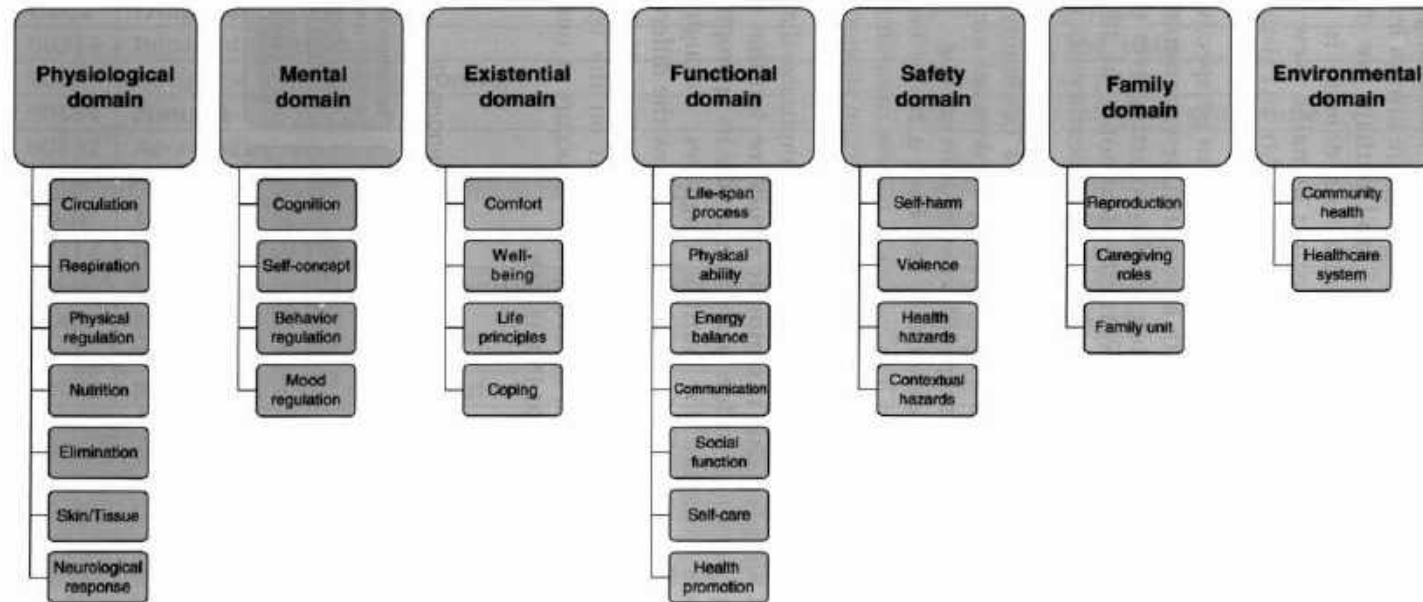 Physiological
domain
Circulation
Respiration
Physical
regulation
Nutrition
Elimination
Skin/Tissue
Neurological
response
Mental
domain
Cognition
Self-concept
Behavior
regulation
Mood
regulation
Existential
domain
Comfort
Well-
being
Life
principles
Coping
Functional
domain
Life-span
process
Physical
ability
Energy
balance
Communication
Social
function
Self-care
Health
promotion
Safety
domain
Self-harm
Violence
Health
hazards
Contextual
hazards
Family
domain
Reproduction
Caregiving
roles
Family unit
Environmental
domain
Community
health
Healthcare
system